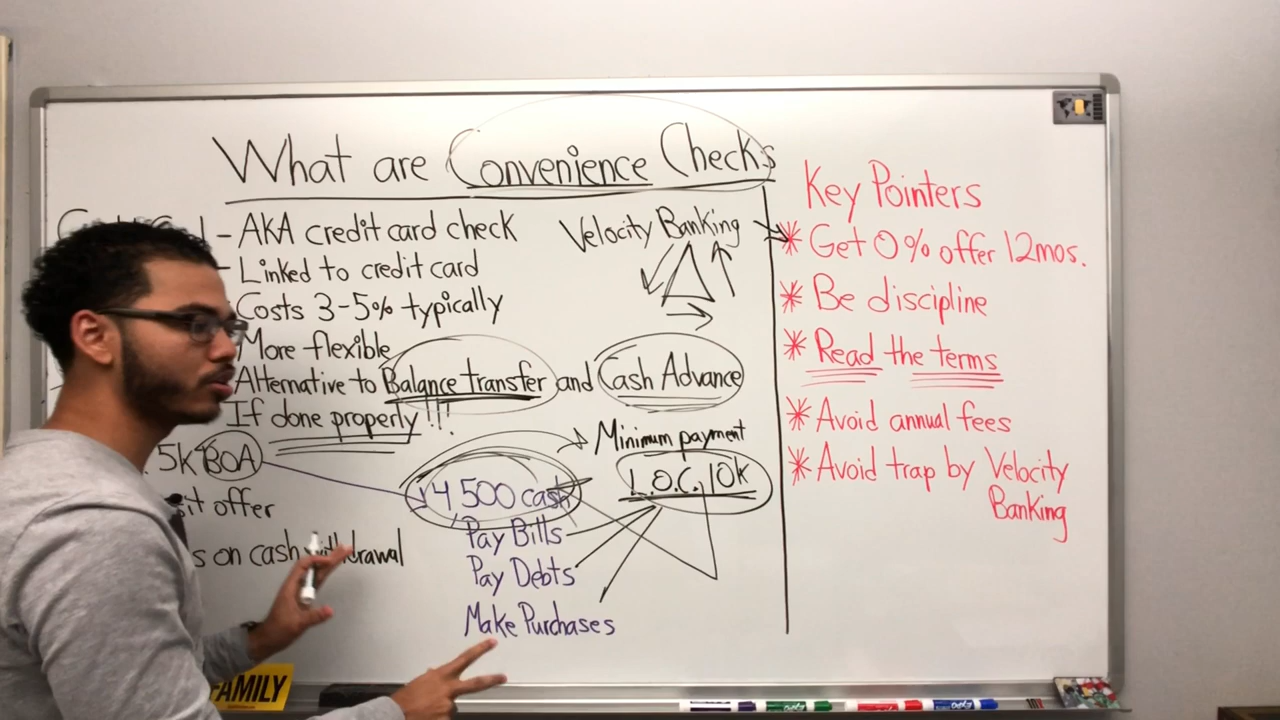 What are Convenience Checks
- AKA credit card check
- Linked to credit card
Costs 3-5% typically
More flexible
Alternative to Balance transfer and Cash Advance
If done properly !!!
5k BOA
offer
on cash withdrawal
Velocity Banking
Minimum payment
L.O.C. 10k
4,500 cash
Pay Bills
Pay Debts
Make Purchases
Key Pointers
* Get 0% offer 12mos.
* Be discipline
* Read the terms
* Avoid annual fees
* Avoid trap by Velocity
Banking
FAMILY
expo